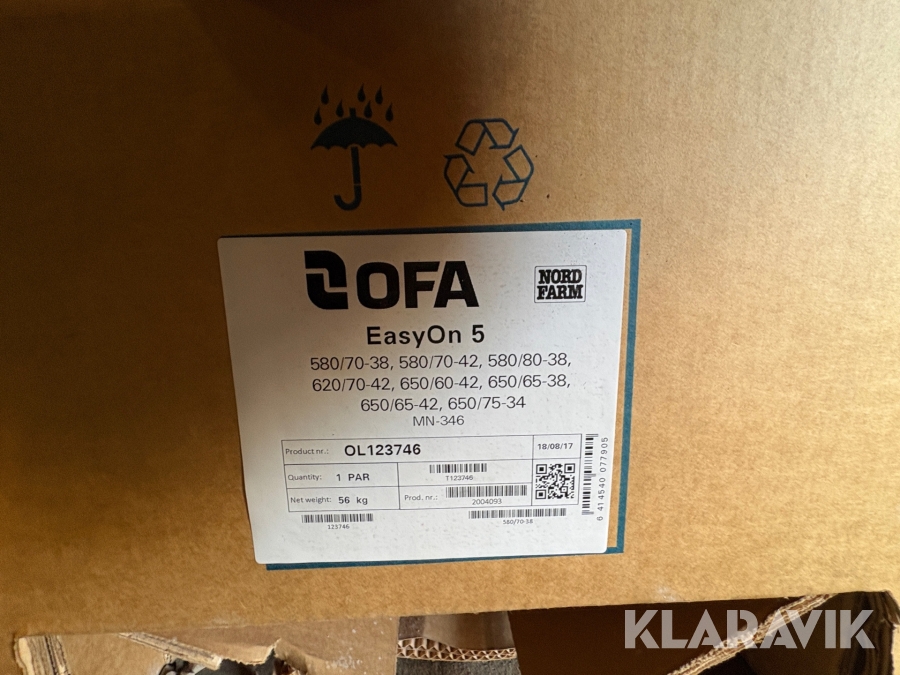 OFA
NORD
FARM
EasyOn 5
580/70-38, 580/70-42, 580/80-38,
620/70-42, 650/60-42, 650/65-38,
650/65-42, 650/75-34
MN-346
Product nr.: OL123746
18/08/17
Quantity: 1 PAR
T123746
Net weight: 56 kg
Prod. nr.:
2004093
123746
580/70-38
6 414540 077905
KLARAVIK